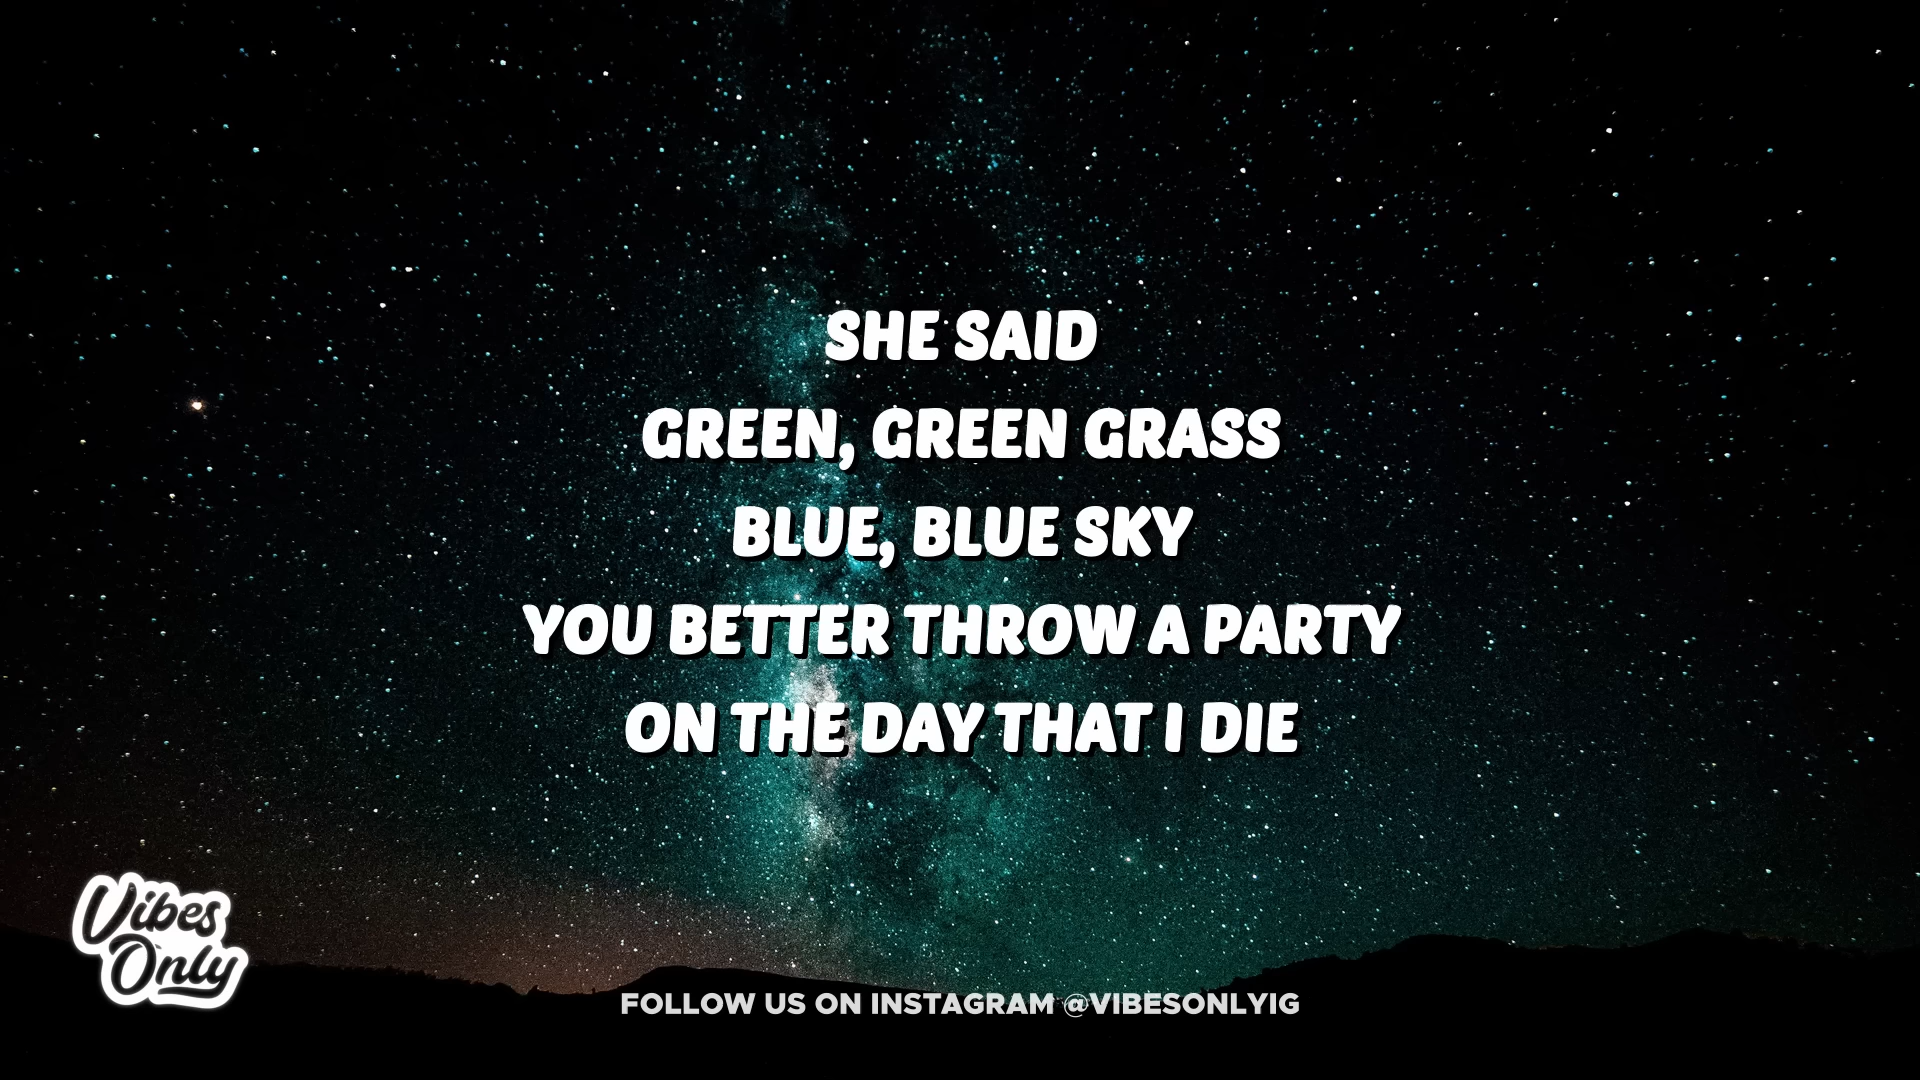 SHE SAID
GREEN, GREEN GRASS
BLUE, BLUE SKY
YOU BETTER THROW A PARTY
ON THE DAY THAT I DIE
Vibes
Only
FOLLOW US ON INSTAGRAM @VIBESONLYIG